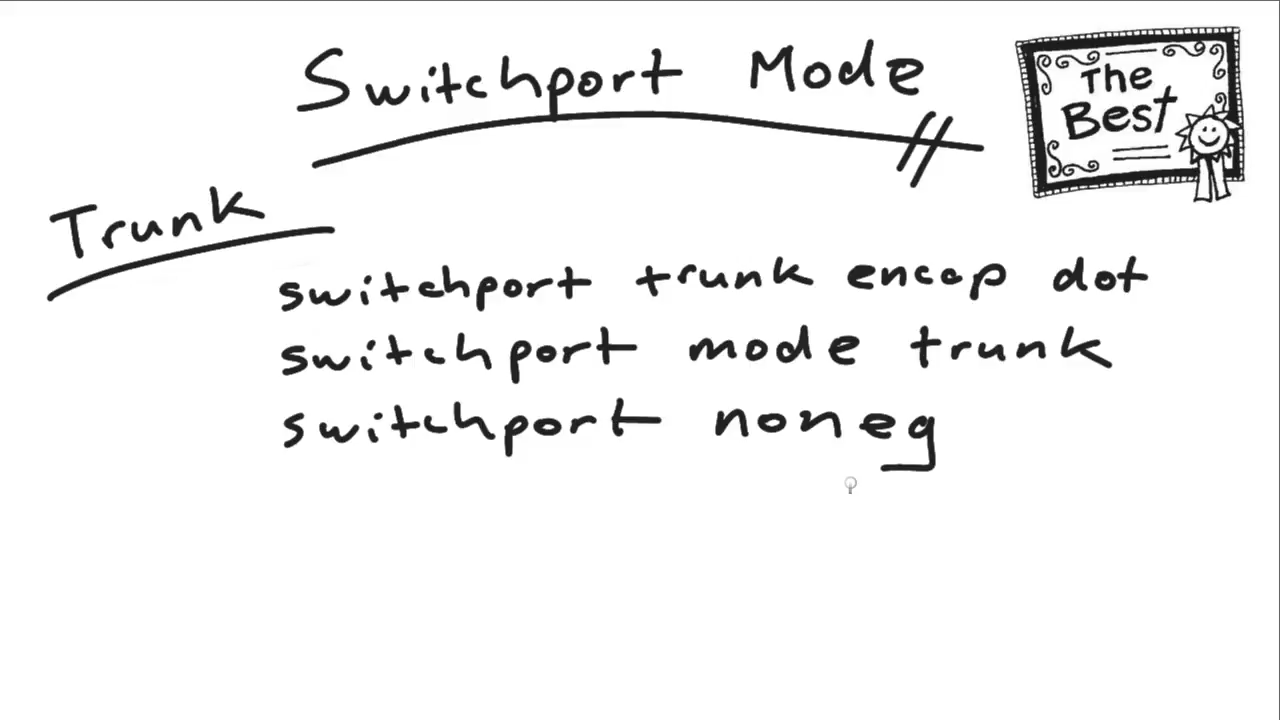 Switchport Mode
The
Best
Trunk
switchport trunk encap dot
switchport mode trunk
switchport noneg